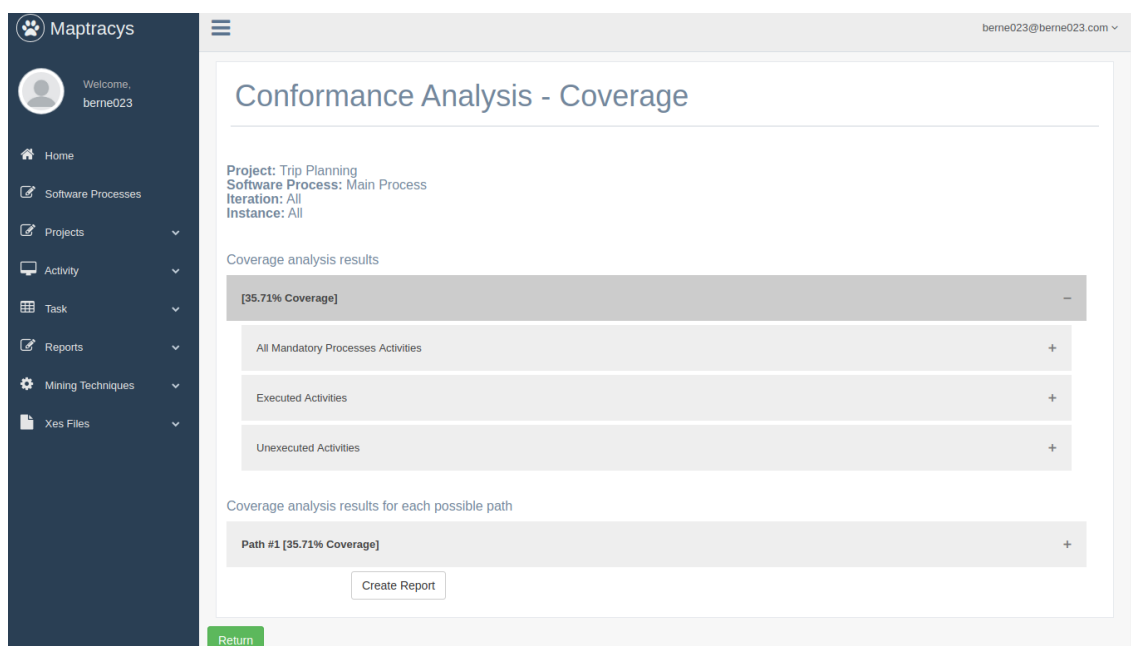 Maptracys
berne023@berne023.com
Welcome,
berne023
Home
Software Processes
Projects
Activity
Task
Reports
Mining Techniques
Xes Files
Conformance Analysis - Coverage
Project: Trip Planning
Software Process: Main Process
Iteration: All
Instance: All
Coverage analysis results
[35.71% Coverage]
All Mandatory Processes Activities
Executed Activities
Unexecuted Activities
Coverage analysis results for each possible path
Path #1 [35.71% Coverage]
Create Report
Return